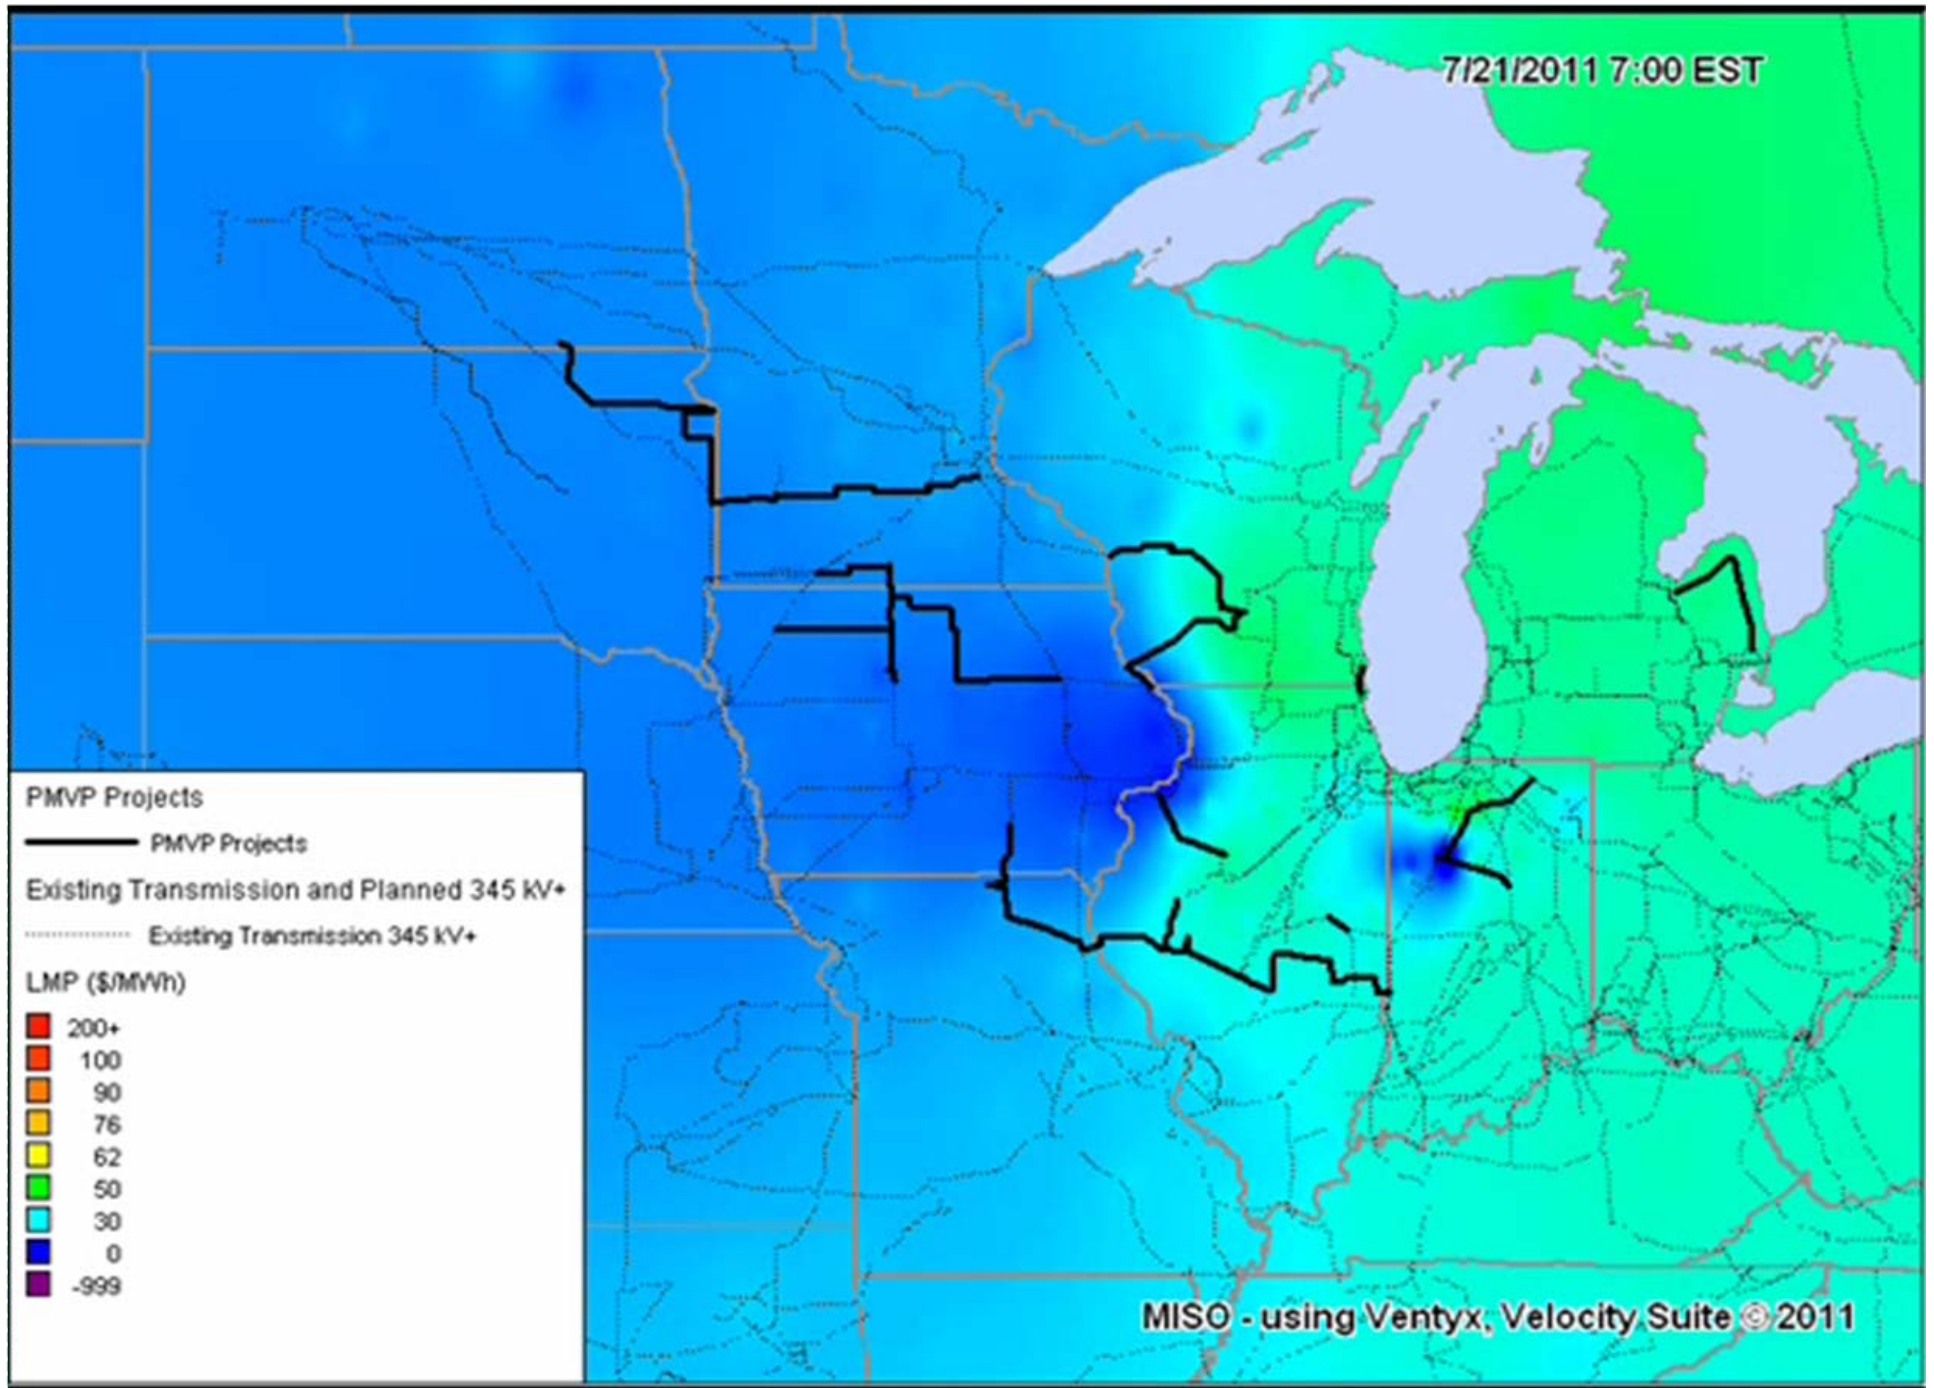 7/21/2011 7:00 EST
PMVP Projects
PMVP Projects
Existing Transmission and Planned 345 kV+
Existing Transmission 345 kV+
LMP ($/MWh)
200+
100
90
76
62
50
30
0
-999
MISO - using Ventyx, Velocity Suite © 2011